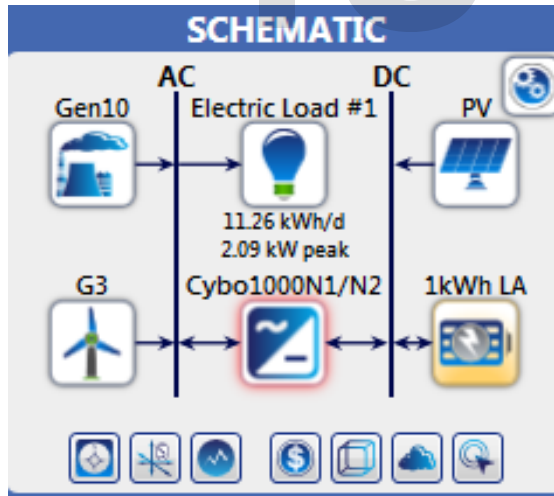 SCHEMATIC
AC DC
Gen10 Electric Load #1 PV
11.26 kWh/d
2.09 kW peak
G3 Cybo1000N1/N2 1kWh LA